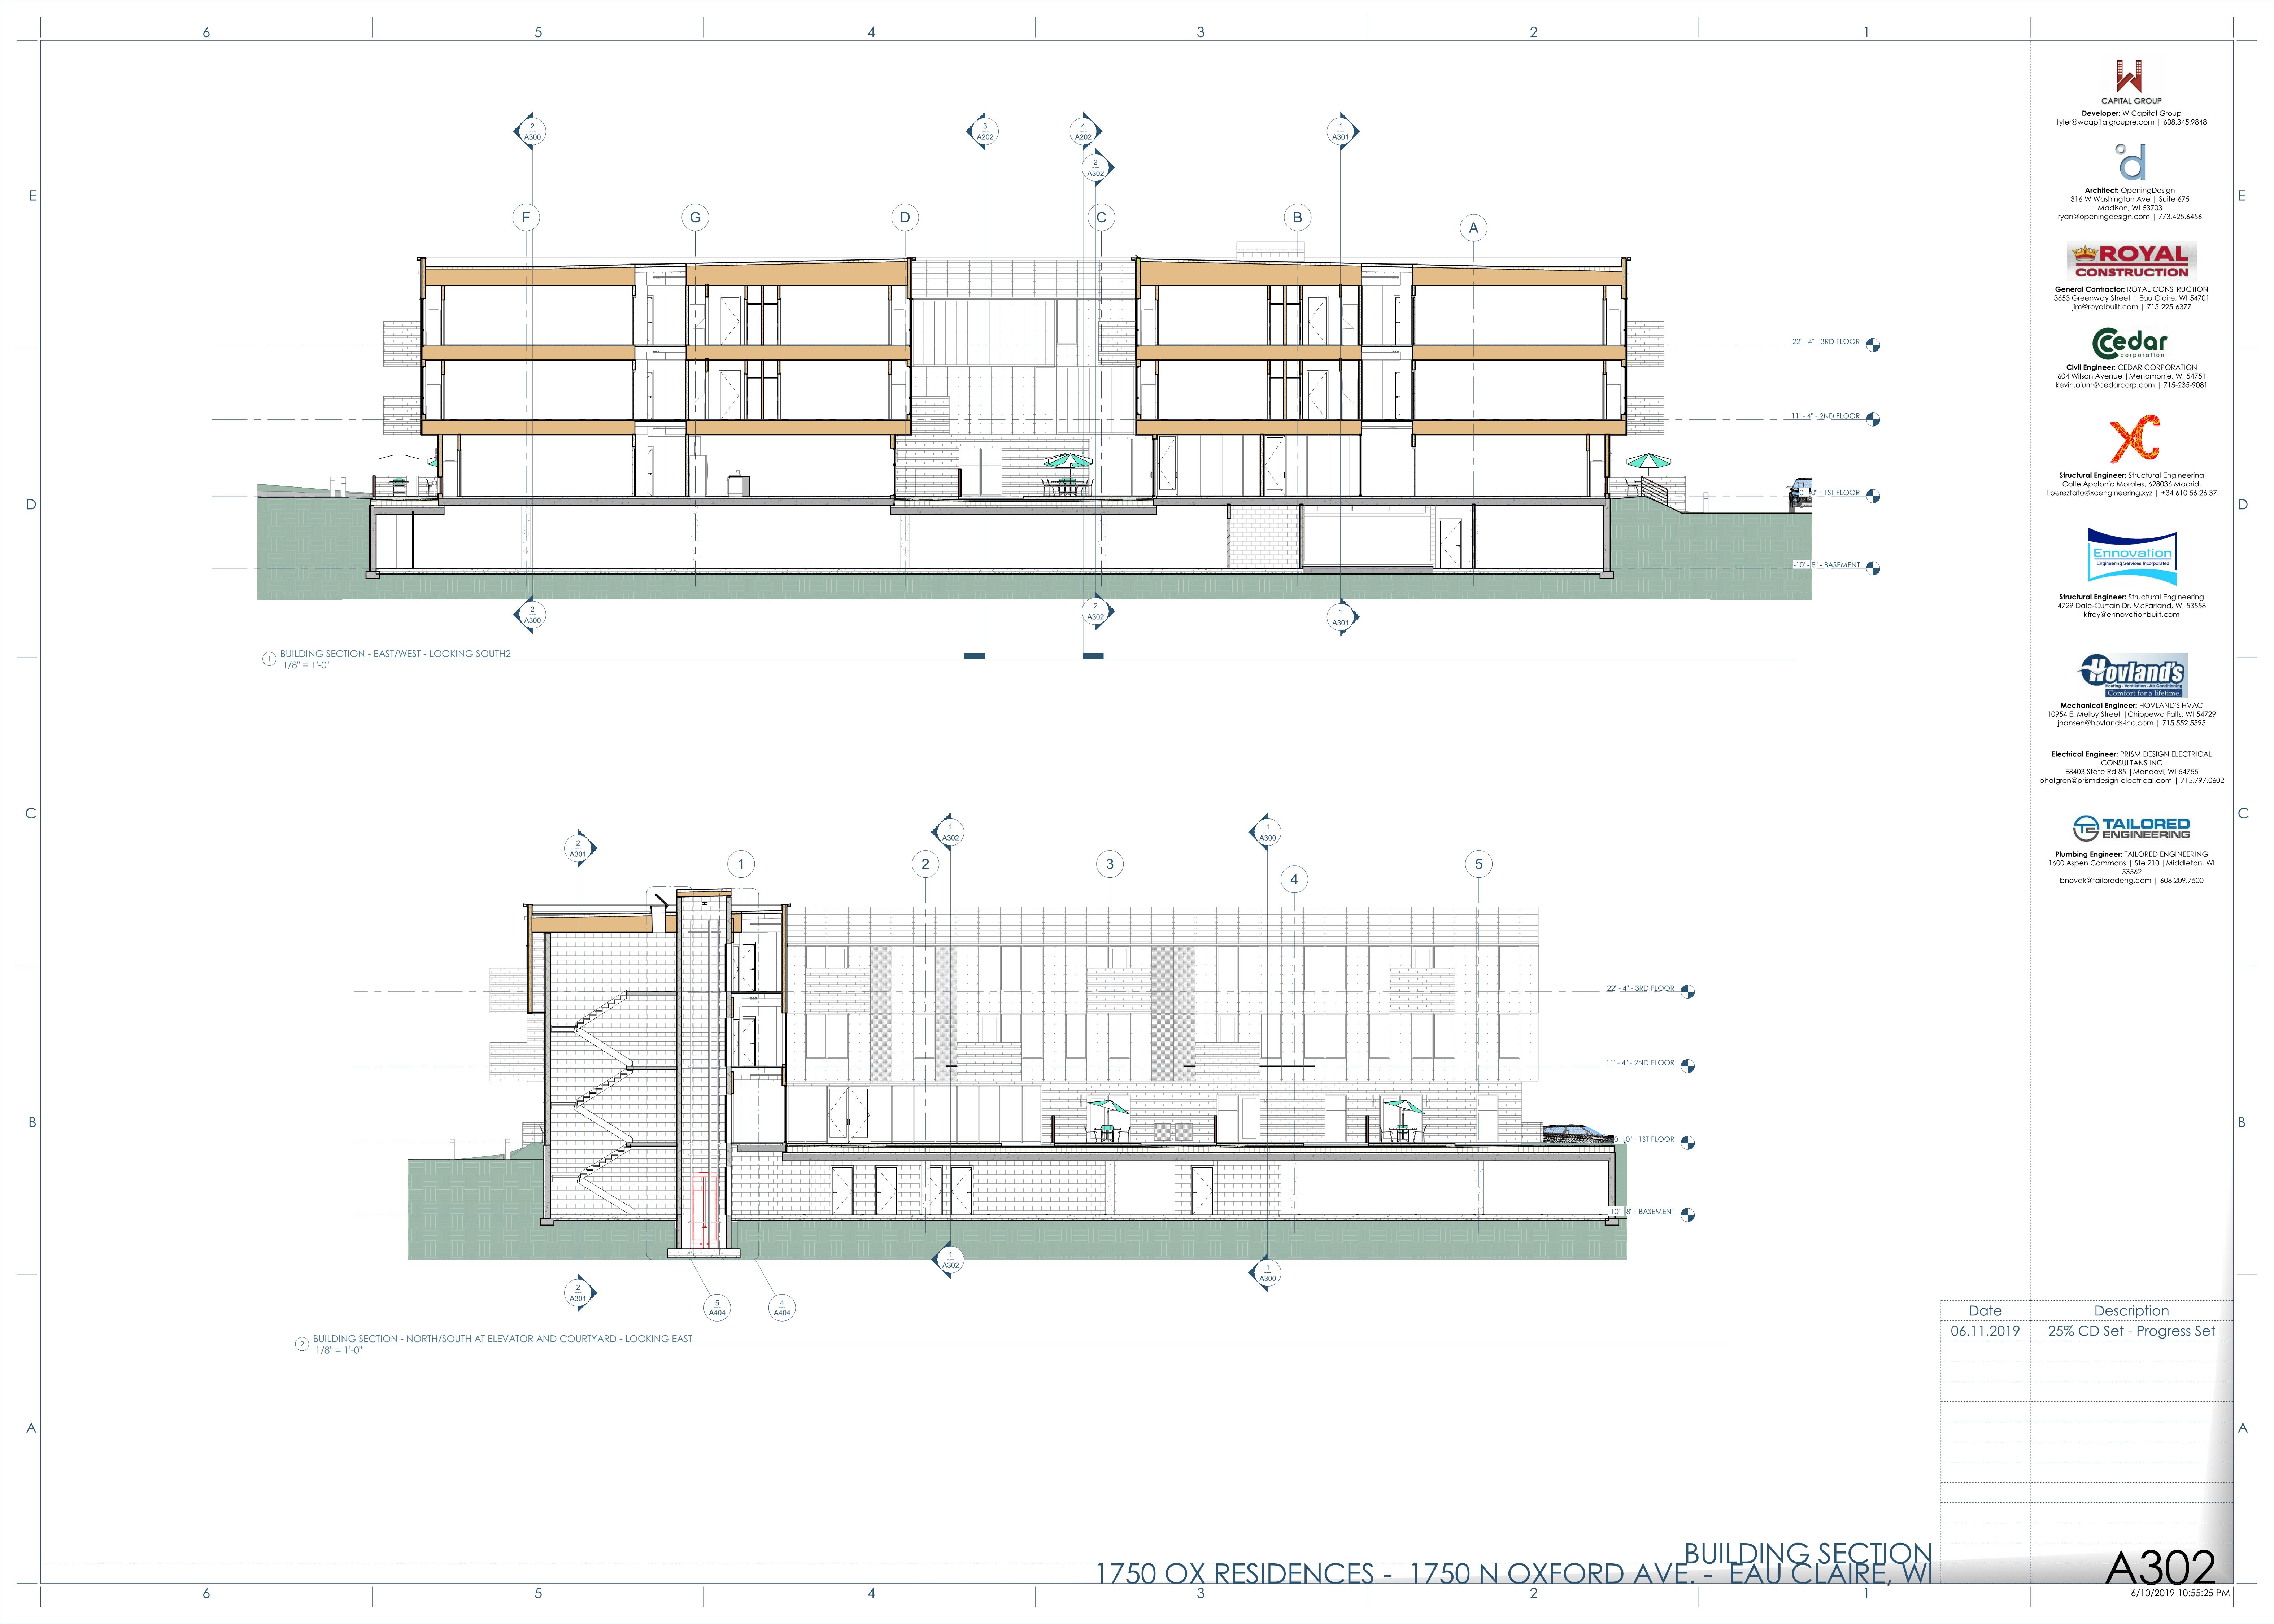 6 5 4 3 2 1
E
D
C
B
A
E
D
C
B
A
2
A300
3
A202
4
A202
2
A302
1
A301
F G D C B A
22' - 4" - 3RD FLOOR
11' - 4" - 2ND FLOOR
0" - 1ST FLOOR
-10' - 8" - BASEMENT
2
A300
2
A302
1
A301
1 BUILDING SECTION - EAST/WEST - LOOKING SOUTH2
1/8" = 1'-0"
2
A301
1
A302
1
A300
1 2 3 4 5
22' - 4" - 3RD FLOOR
11' - 4" - 2ND FLOOR
0' - 0" - 1ST FLOOR
-10' - 8" - BASEMENT
2
A301
1
A302
1
A300
5
A404
4
A404
2 BUILDING SECTION - NORTH/SOUTH AT ELEVATOR AND COURTYARD - LOOKING EAST
1/8" = 1'-0"
CAPITAL GROUP
Developer: W Capital Group
tyler@wcapitalgroupre.com | 608.345.9848
Architect: OpeningDesign
316 W Washington Ave | Suite 675
Madison, WI 53703
ryan@openingdesign.com | 773.425.6456
ROYAL
CONSTRUCTION
General Contractor: ROYAL CONSTRUCTION
3653 Greenway Street | Eau Claire, WI 54701
jim@royalbuilt.com | 715-225-6377
Cedar
corporation
Civil Engineer: CEDAR CORPORATION
604 Wilson Avenue |Menomonie, WI 54751
kevin.oium@cedarcorp.com | 715-235-9081
XC
Structural Engineer: Structural Engineering
Calle Apolonio Morales, 628036 Madrid,
l.pereztato@xcengineering.xyz | +34 610 56 26 37
Ennovation
Engineering Services Incorporated
Structural Engineer: Structural Engineering
4729 Dale-Curtain Dr, McFarland, WI 53558
kfrey@ennovationbuilt.com
Hovland's
Heating - Ventilation - Air Conditioning
Comfort for a lifetime.
Mechanical Engineer: HOVLAND'S HVAC
10954 E. Melby Street |Chippewa Falls, WI 54729
jhansen@hovlands-inc.com | 715.552.5595
Electrical Engineer: PRISM DESIGN ELECTRICAL
CONSULTANS INC
E8403 State Rd 85 |Mondovi, WI 54755
bhalgren@prismdesign-electrical.com | 715.797.0602
TAILORED
ENGINEERING
Plumbing Engineer: TAILORED ENGINEERING
1600 Aspen Commons | Ste 210 |Middleton, WI
53562
bnovak@tailoredeng.com | 608.209.7500
Date Description
06.11.2019 25% CD Set - Progress Set
BUILDING SECTION
1750 OX RESIDENCES - 1750 N OXFORD AVE. - EAU CLAIRE, WI
A302
6/10/2019 10:55:25 PM
6 5 4 3 2 1